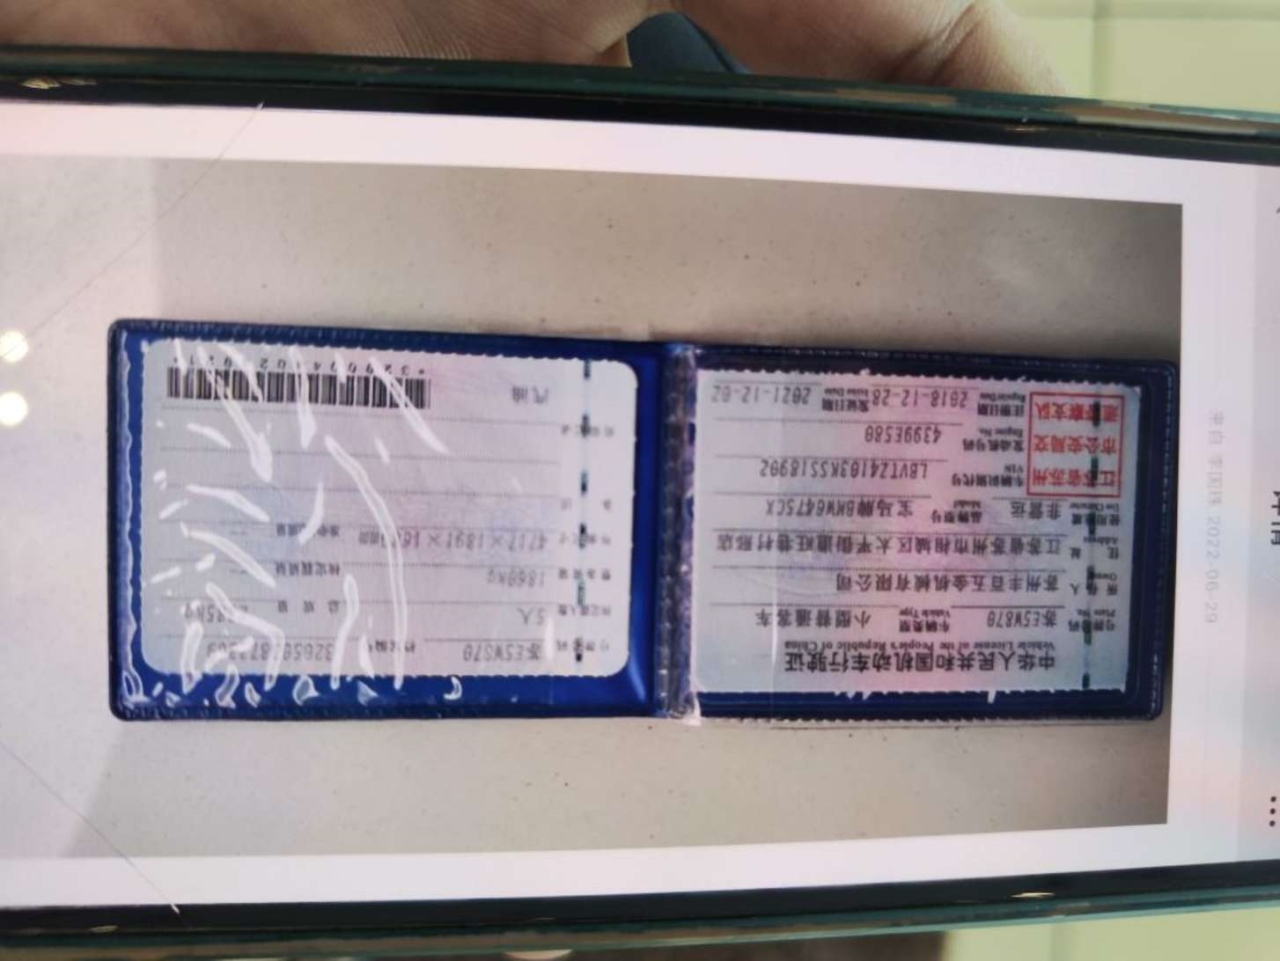 中华人民共和国机动车行驶证
Vehicle License of the People's Republic of China
号牌号码 苏E5W870 车辆类型 小型普通客车
Plate No. Vehicle Type
所有人 苏州丰百五金机械有限公司
Owner
住址 江苏省苏州市相城区太平街道旺巷村
Address
使用性质 非营运 品牌型号 宝马牌BMW6475CX
Use Character Model
江苏省苏州
市公安局交
通警察支队
车辆识别代号 LBVTZ4103KSS18902
VIN
发动机号码 4399E580
Engine No.
注册日期 2018-12-28 发证日期 2021-12-02
Register Date Issue Date
号牌号码 苏E5W870 档案编号
核定载人数 5人 总质量
整备质量 1860kg 核定载质量
外廓尺寸 4717×1891×16 mm 准牵引总质量
备注
检验记录
汽油
2022-06-29